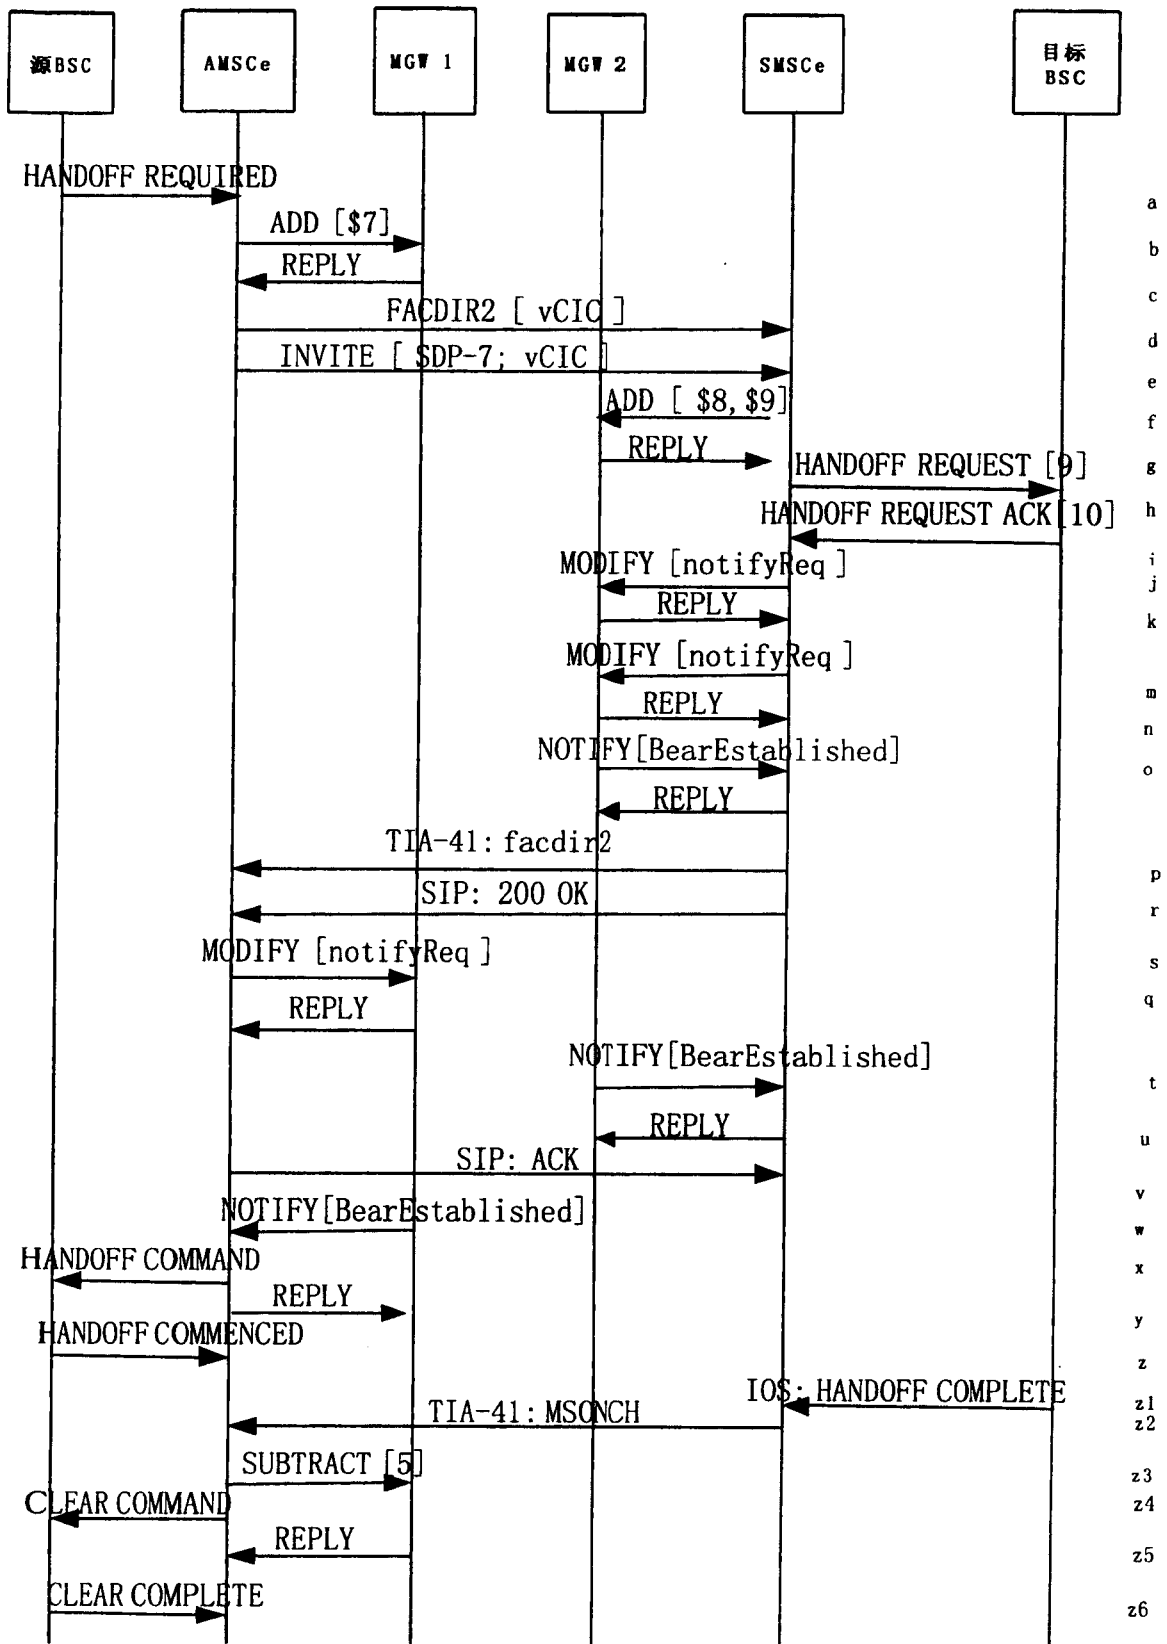 源BSC
AMSCe
MGW 1
MGW 2
SMSCe
目标
BSC
HANDOFF REQUIRED
a
ADD [$7]
b
REPLY
c
FACDIR2 [ vCIC ]
d
INVITE [ SDP-7; vCIC ]
e
ADD [ $8,$9]
f
REPLY
HANDOFF REQUEST [9]
g
HANDOFF REQUEST ACK[10]
h
MODIFY [notifyReq ]
i
j
REPLY
k
MODIFY [notifyReq ]
m
REPLY
n
NOTIFY[BearEstablished]
o
REPLY
TIA-41: facdir2
p
SIP: 200 OK
r
MODIFY [notifyReq ]
s
REPLY
q
NOTIFY[BearEstablished]
t
REPLY
u
SIP: ACK
v
NOTIFY[BearEstablished]
w
HANDOFF COMMAND
x
REPLY
y
HANDOFF COMMENCED
z
IOS: HANDOFF COMPLETE
z1
TIA-41: MSONCH
z2
SUBTRACT [5]
z3
CLEAR COMMAND
z4
REPLY
z5
CLEAR COMPLETE
z6